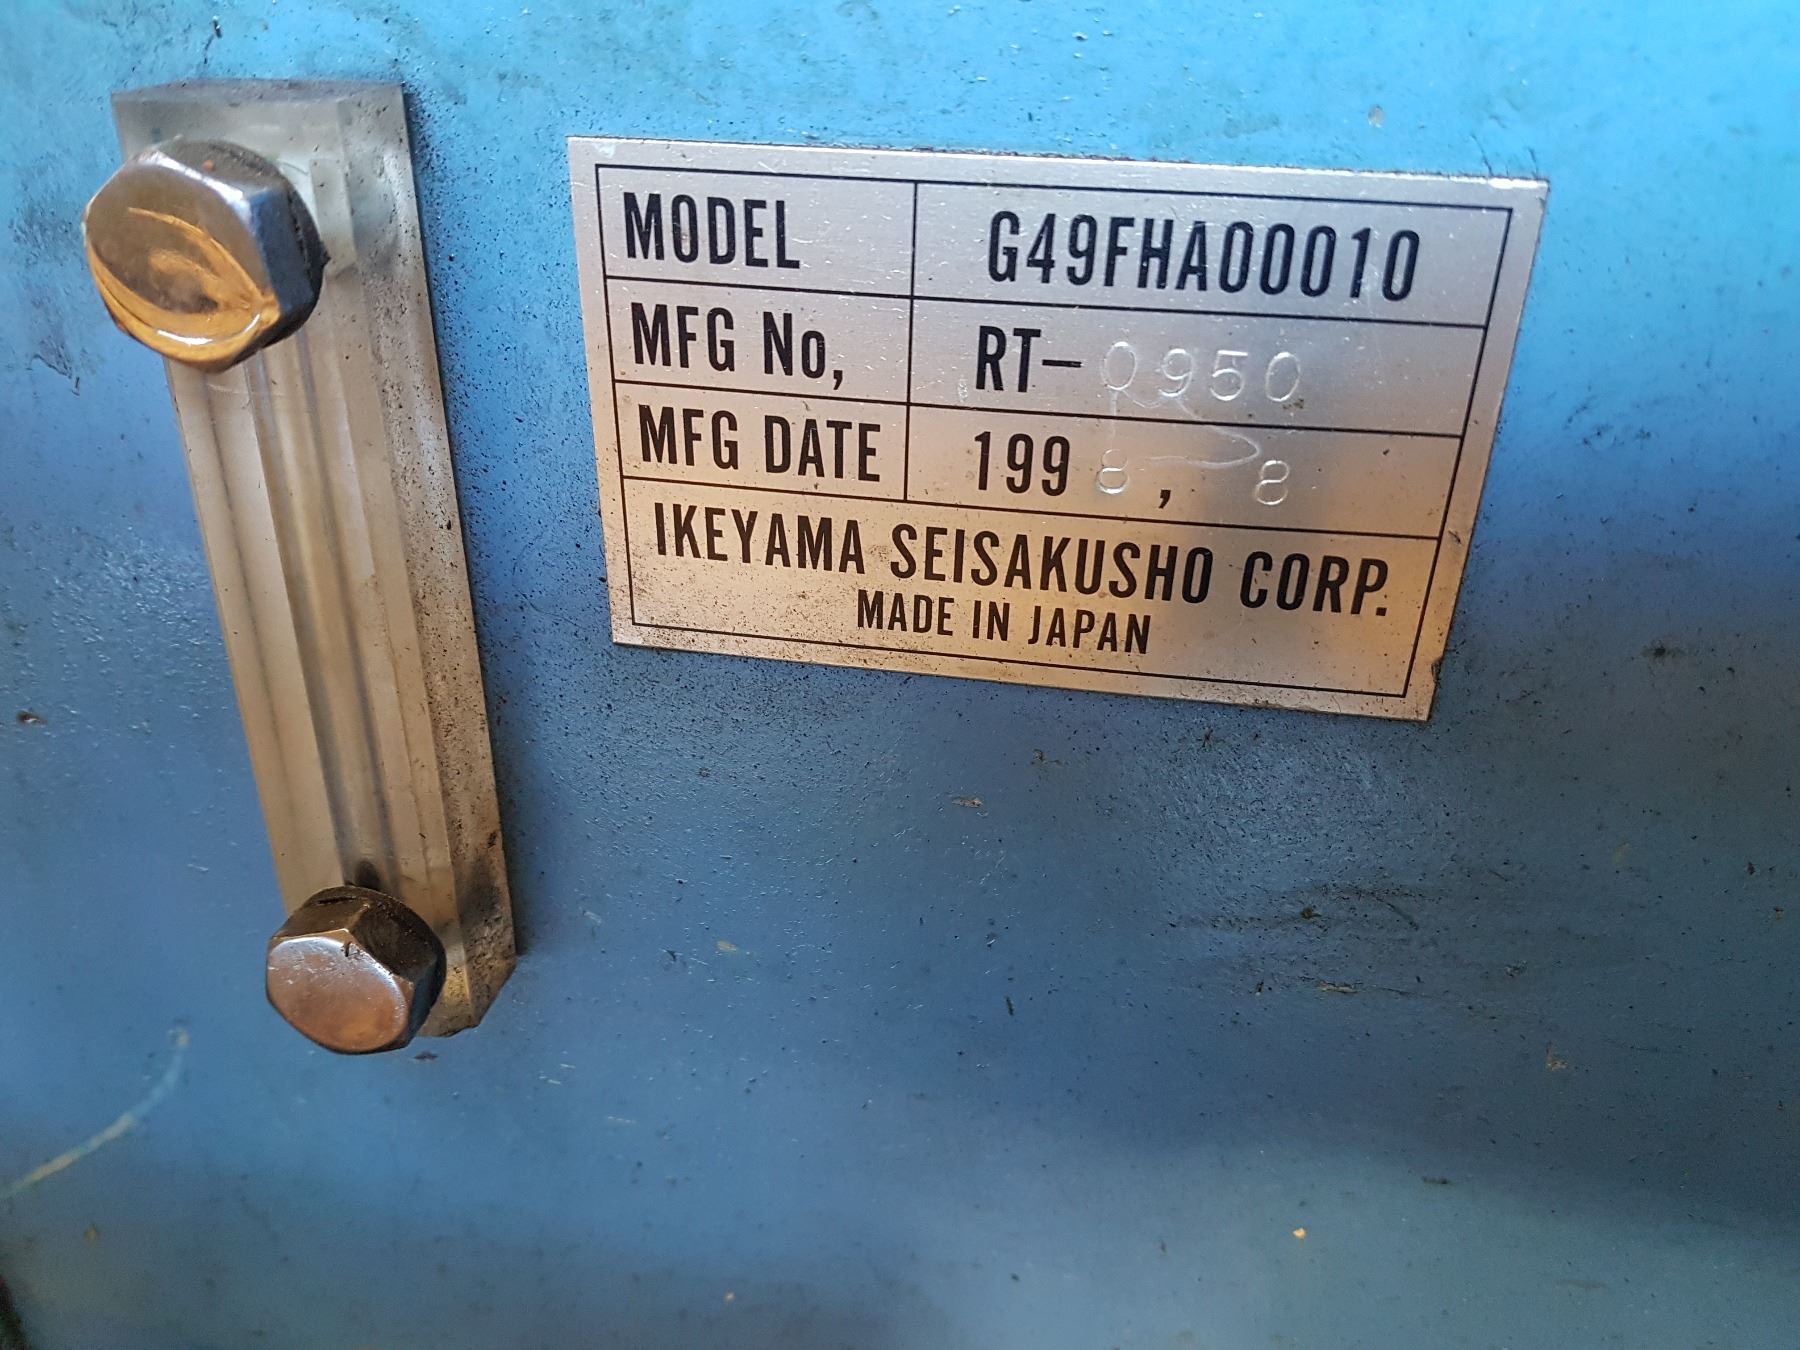 MODEL G49FHA00010
MFG No, RT-0950
MFG DATE 1998, 8
IKEYAMA SEISAKUSHO CORP.
MADE IN JAPAN